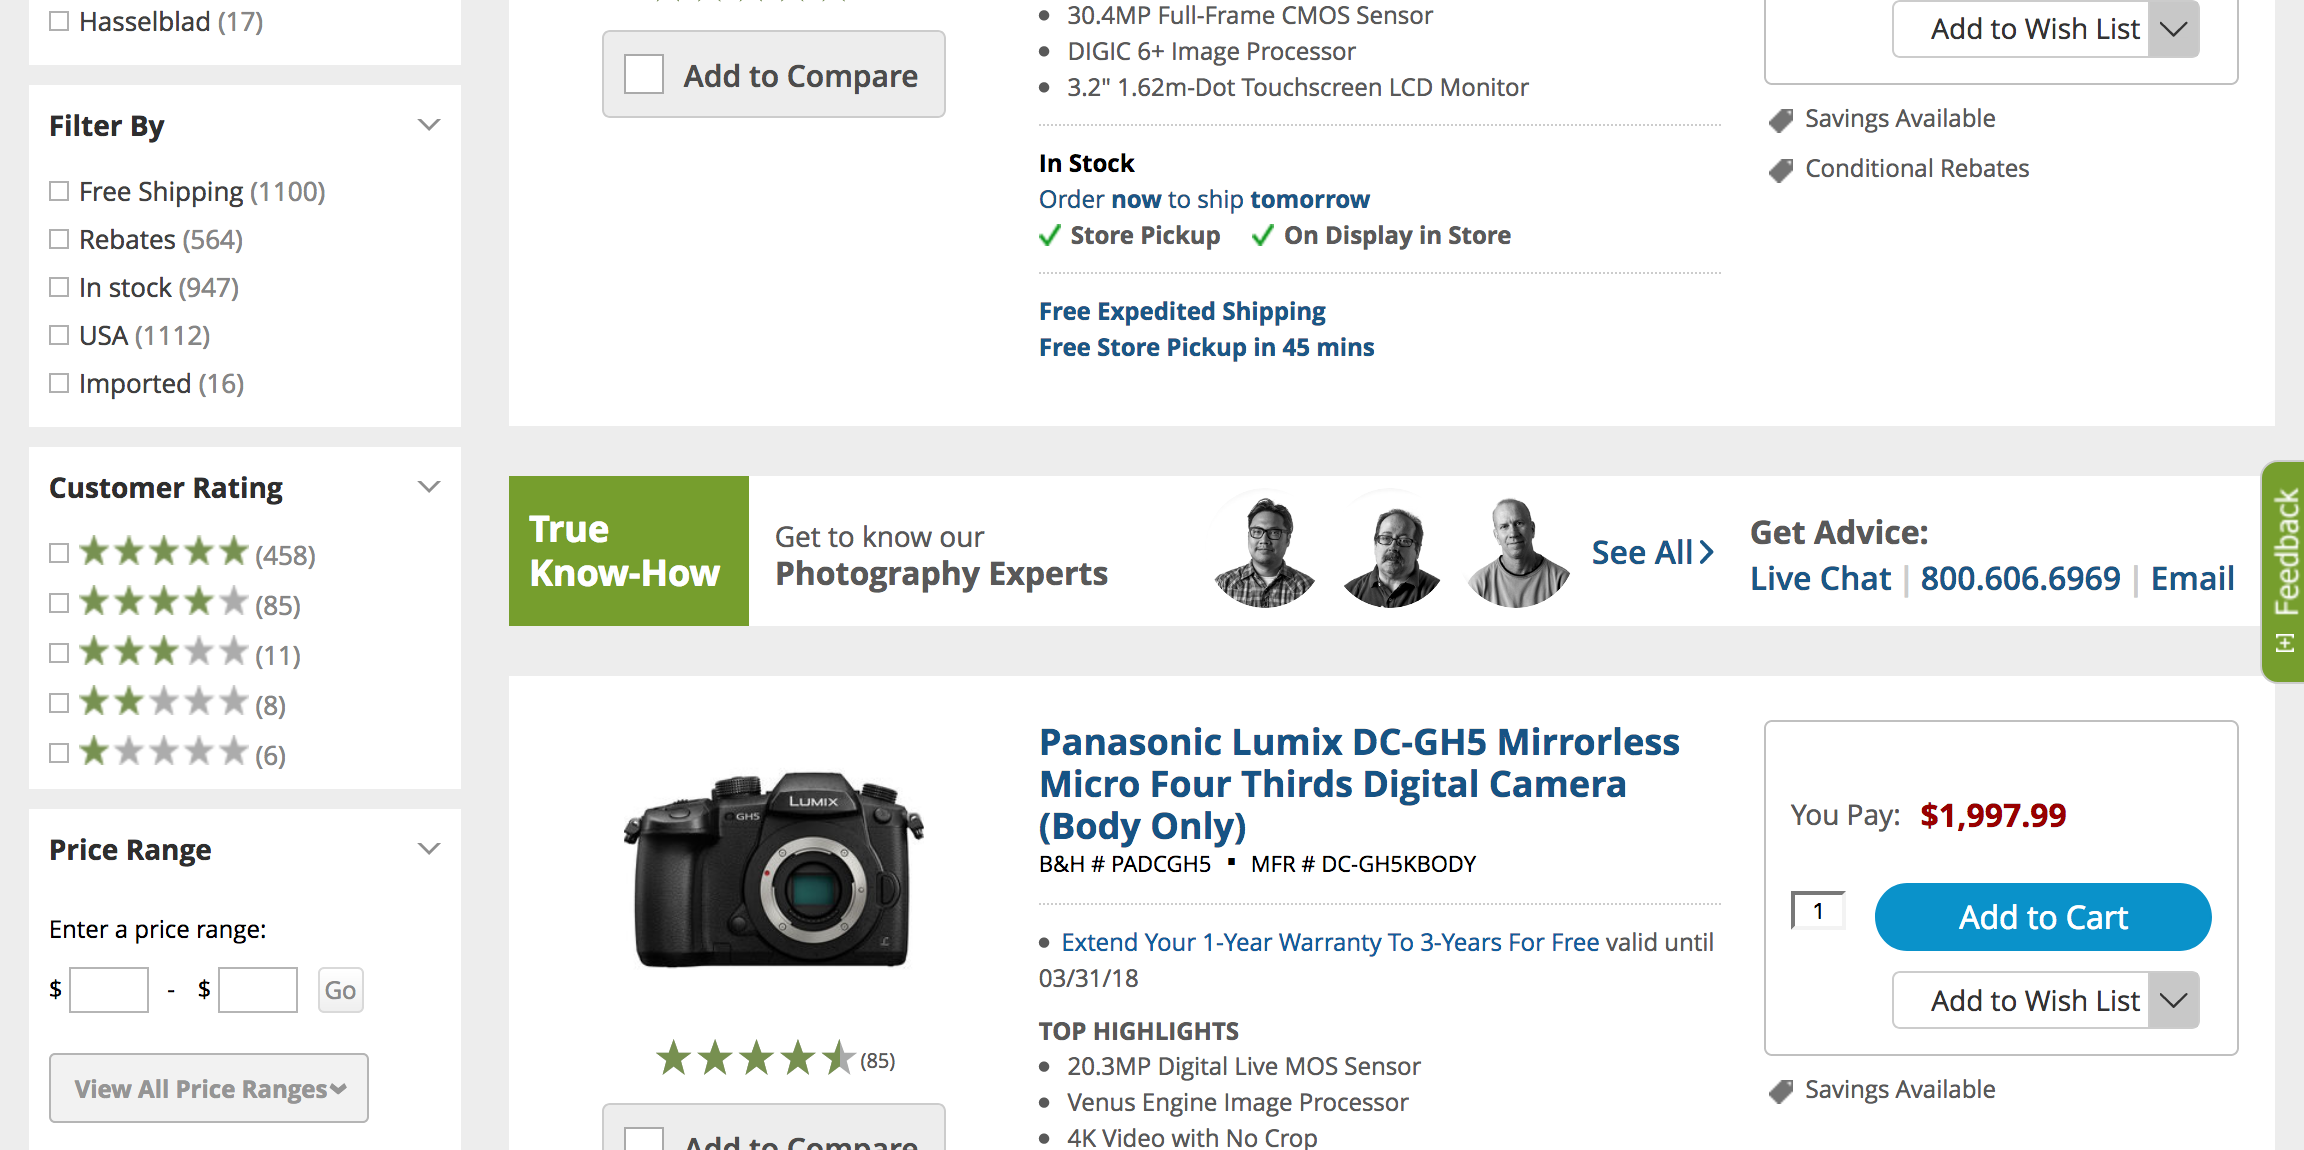 Hasselblad (17)
Filter By
Free Shipping (1100)
Rebates (564)
In stock (947)
USA (1112)
Imported (16)
Customer Rating
(458)
(85)
(11)
(8)
(6)
Price Range
Enter a price range:
$ - $ Go
View All Price Ranges
Add to Compare
30.4MP Full-Frame CMOS Sensor
DIGIC 6+ Image Processor
3.2" 1.62m-Dot Touchscreen LCD Monitor
In Stock
Order now to ship tomorrow
Store Pickup On Display in Store
Free Expedited Shipping
Free Store Pickup in 45 mins
Add to Wish List
Savings Available
Conditional Rebates
True
Know-How
Get to know our
Photography Experts
See All
Get Advice:
Live Chat | 800.606.6969 | Email
[+] Feedback
LUMIX
GH5
(85)
Add to Compare
Panasonic Lumix DC-GH5 Mirrorless
Micro Four Thirds Digital Camera
(Body Only)
B&H # PADCGH5 ▪ MFR # DC-GH5KBODY
Extend Your 1-Year Warranty To 3-Years For Free valid until
03/31/18
TOP HIGHLIGHTS
20.3MP Digital Live MOS Sensor
Venus Engine Image Processor
4K Video with No Crop
You Pay: $1,997.99
1
Add to Cart
Add to Wish List
Savings Available